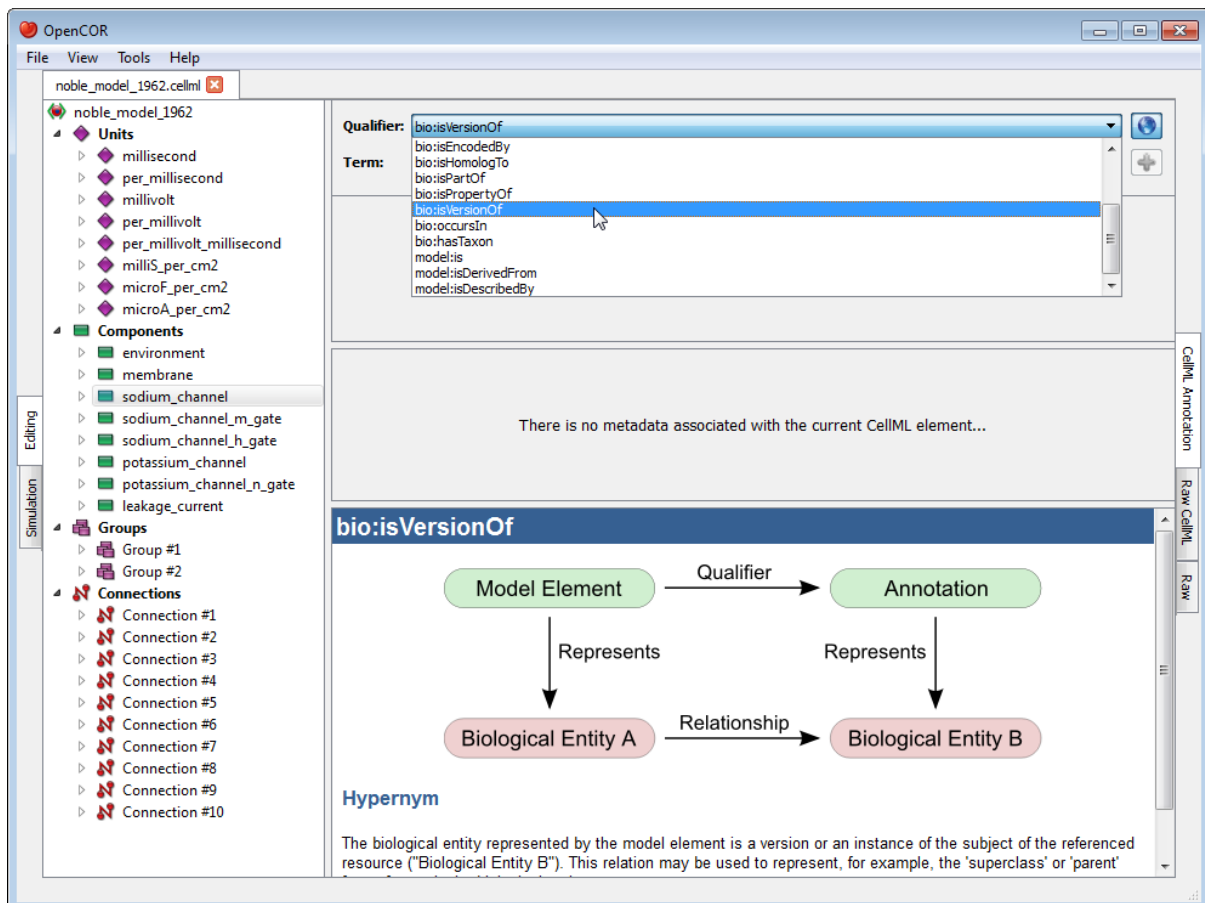 OpenCOR
File View Tools Help
noble_model_1962.cellml
noble_model_1962
Units
millisecond
per_millisecond
millivolt
per_millivolt
per_millivolt_millisecond
milliS_per_cm2
microF_per_cm2
microA_per_cm2
Components
environment
membrane
sodium_channel
sodium_channel_m_gate
sodium_channel_h_gate
potassium_channel
potassium_channel_n_gate
leakage_current
Groups
Group #1
Group #2
Connections
Connection #1
Connection #2
Connection #3
Connection #4
Connection #5
Connection #6
Connection #7
Connection #8
Connection #9
Connection #10
Editing
Simulation
Qualifier: bio:isVersionOf
Term:
bio:isEncodedBy
bio:isHomologTo
bio:isPartOf
bio:isPropertyOf
bio:isVersionOf
bio:occursIn
bio:hasTaxon
model:is
model:isDerivedFrom
model:isDescribedBy
There is no metadata associated with the current CellML element...
bio:isVersionOf
Model Element
Qualifier
Annotation
Represents
Represents
Biological Entity A
Relationship
Biological Entity B
Hypernym
The biological entity represented by the model element is a version or an instance of the subject of the referenced
resource ("Biological Entity B"). This relation may be used to represent, for example, the 'superclass' or 'parent'
CellML Annotation
Raw CellML
Raw